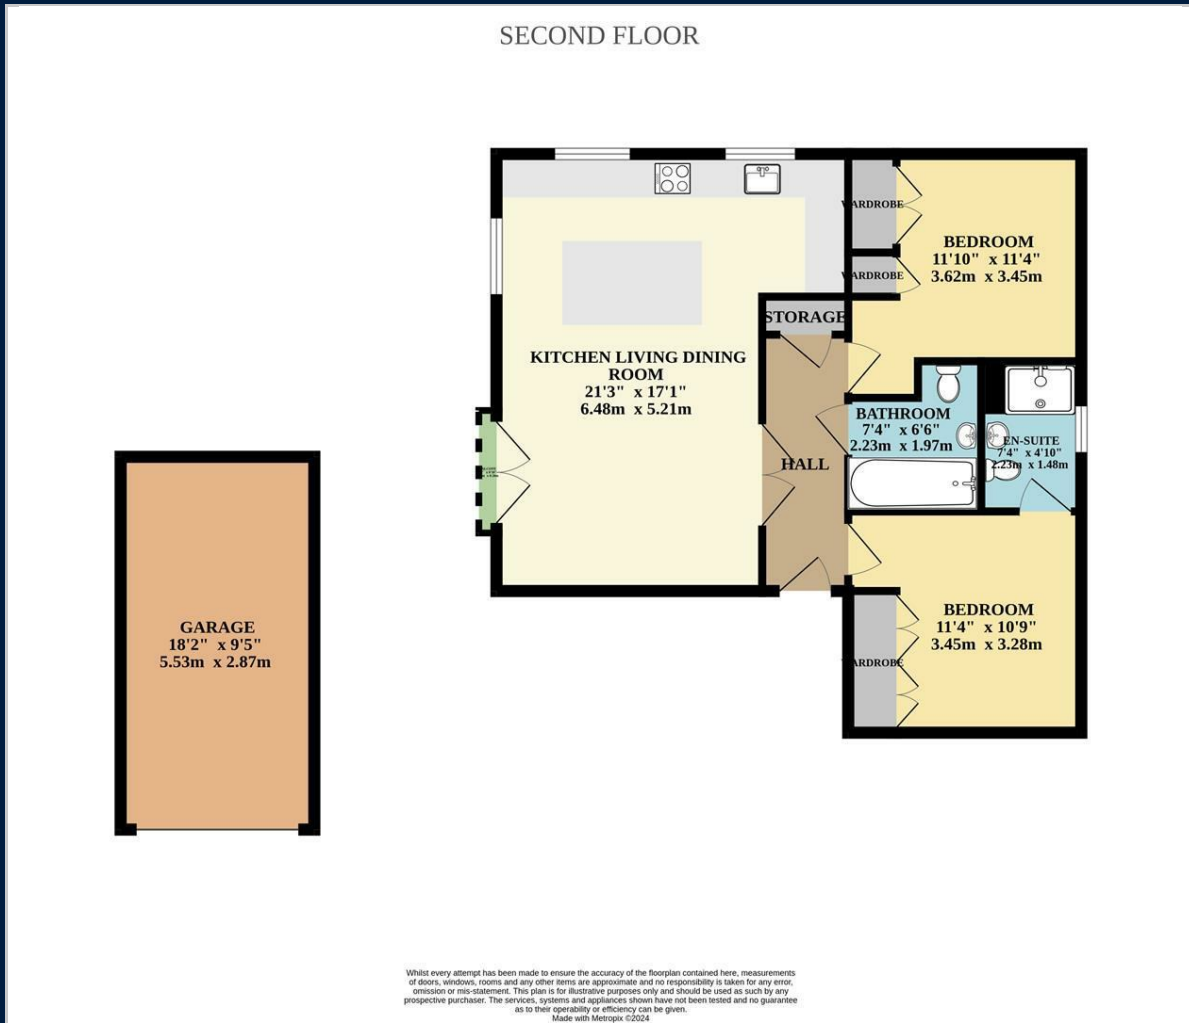 SECOND FLOOR
WARDROBE
BEDROOM
11'10" x 11'4"
3.62m x 3.45m
WARDROBE
STORAGE
KITCHEN LIVING DINING
ROOM
21'3" x 17'1"
6.48m x 5.21m
BATHROOM
7'4" x 6'6"
2.23m x 1.97m
EN-SUITE
7'4" x 4'10"
2.23m x 1.48m
HALL
BEDROOM
11'4" x 10'9"
3.45m x 3.28m
WARDROBE
GARAGE
18'2" x 9'5"
5.53m x 2.87m
Whilst every attempt has been made to ensure the accuracy of the floorplan contained here, measurements
of doors, windows, rooms and any other items are approximate and no responsibility is taken for any error,
omission or mis-statement. This plan is for illustrative purposes only and should be used as such by any
prospective purchaser. The services, systems and appliances shown have not been tested and no guarantee
as to their operability or efficiency can be given.
Made with Metropix ©2024